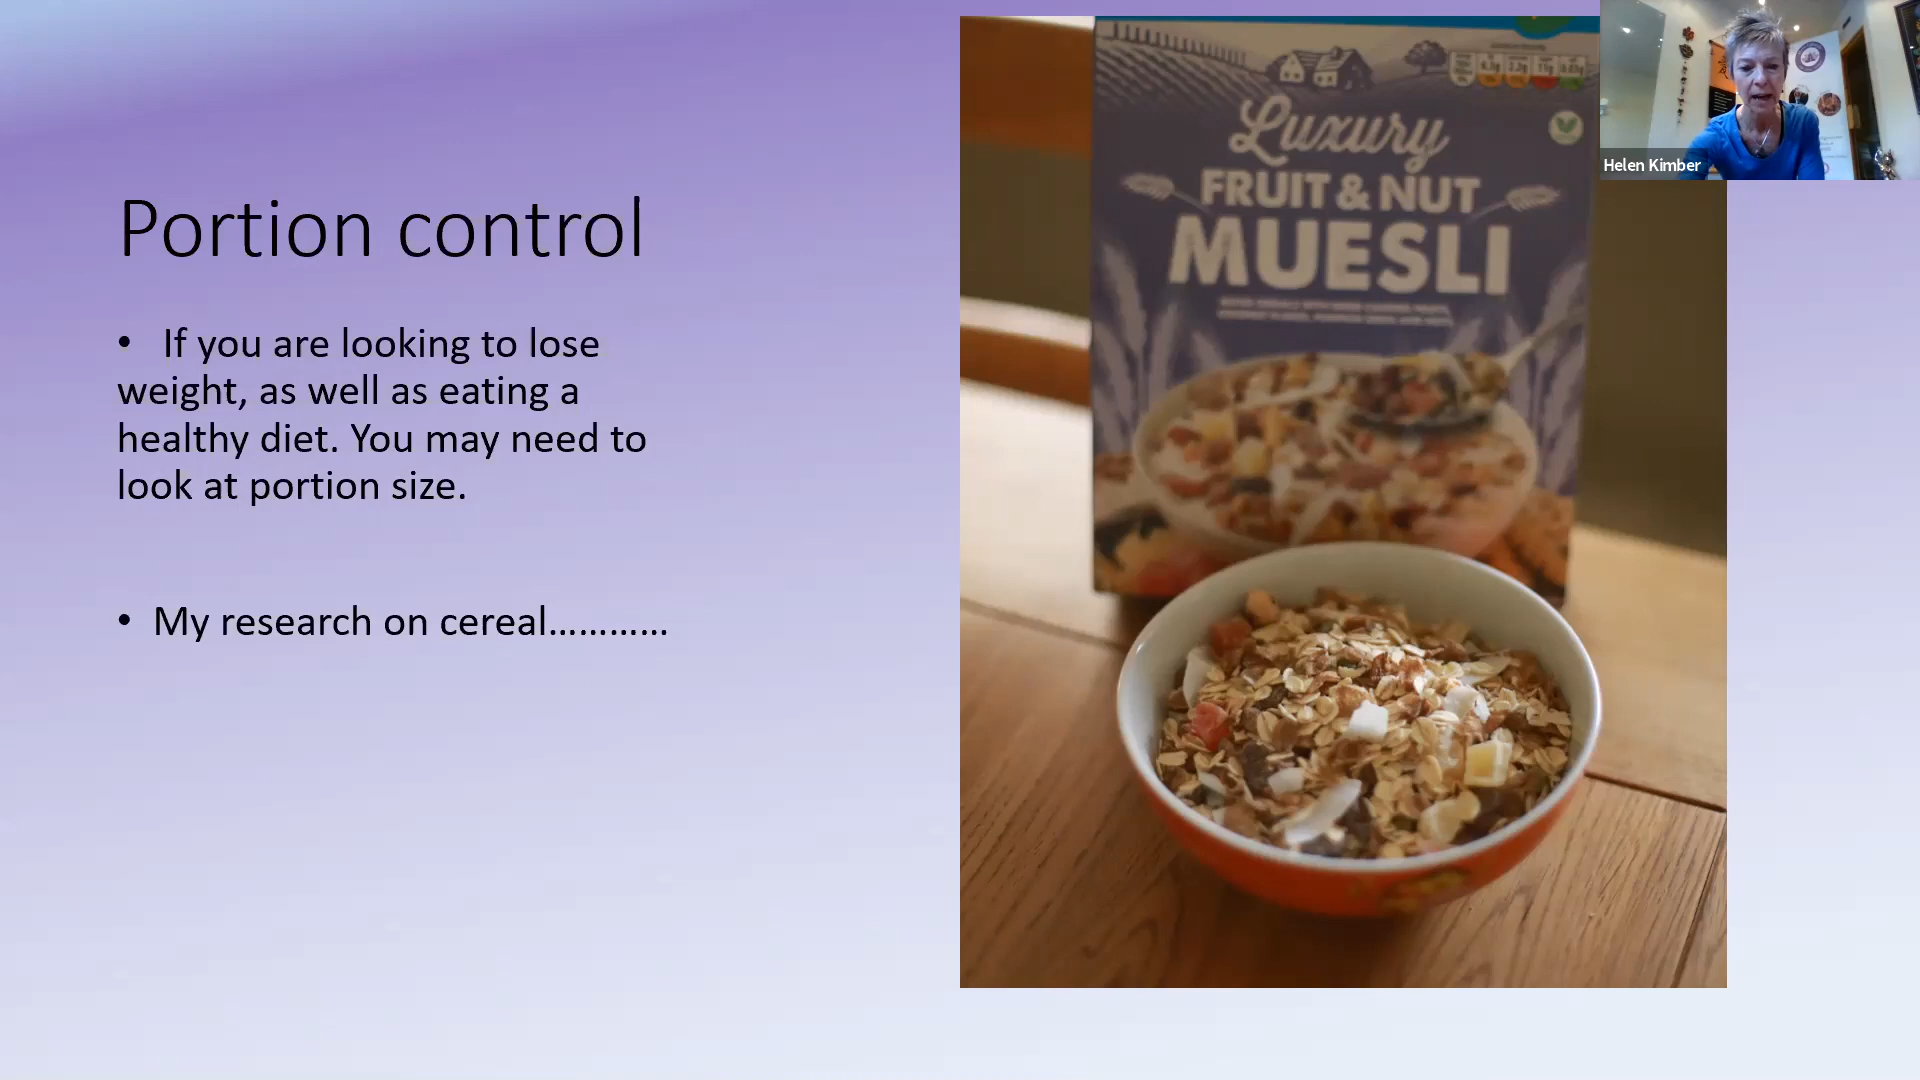 Portion control
• If you are looking to lose
weight, as well as eating a
healthy diet. You may need to
look at portion size.
• My research on cereal…………
Luxury
FRUIT & NUT
MUESLI
Helen Kimber